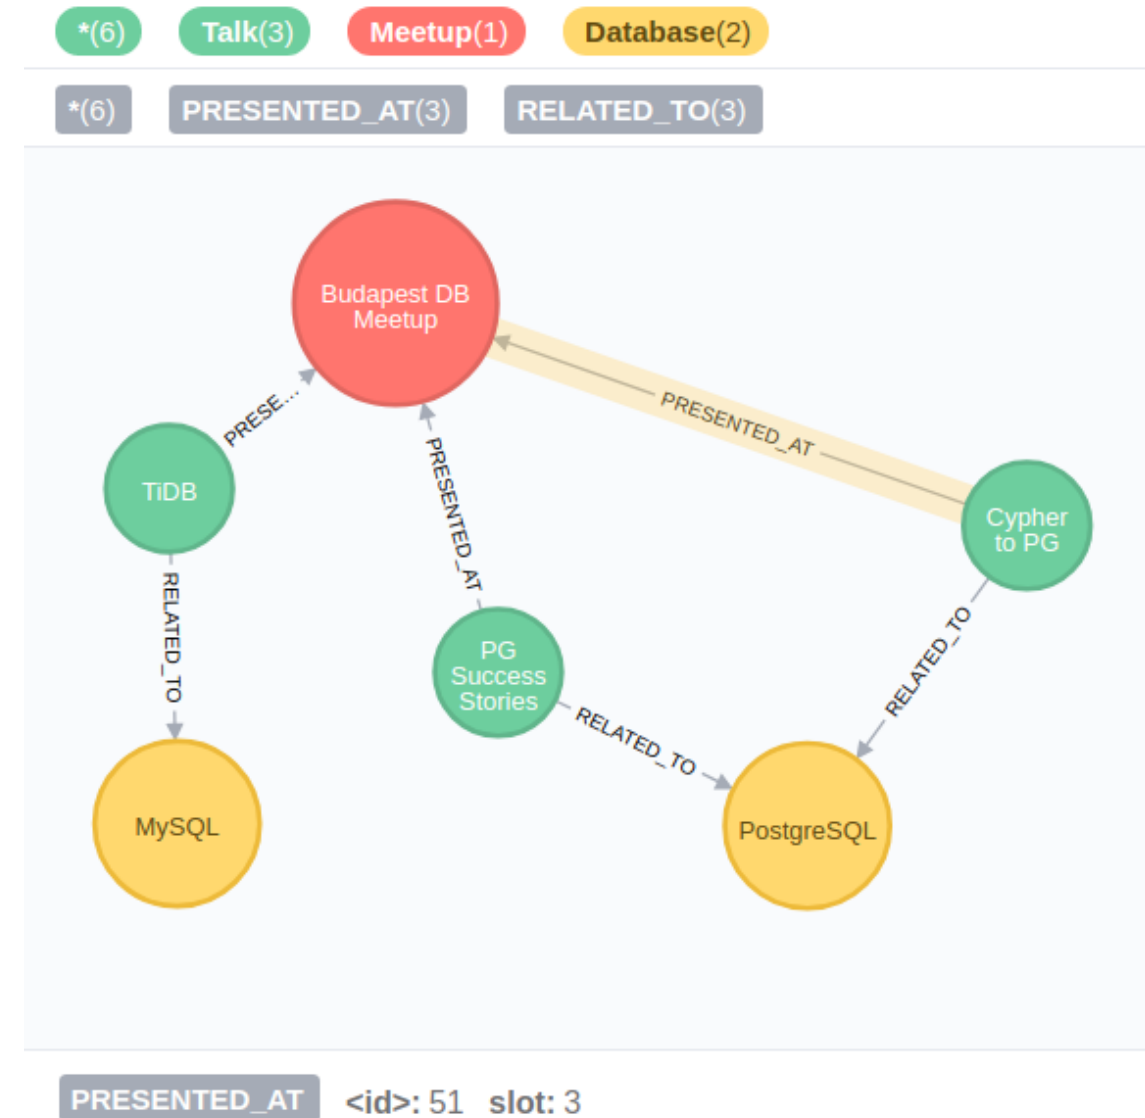 *(6) Talk(3) Meetup(1) Database(2)
*(6) PRESENTED_AT(3) RELATED_TO(3)
Budapest DB
Meetup
PRESE...
PRESENTED_AT
PRESENTED_AT
TiDB
Cypher
to PG
RELATED_TO
RELATED_TO
PG
Success
Stories
RELATED_TO
MySQL
PostgreSQL
PRESENTED_AT <id>: 51 slot: 3